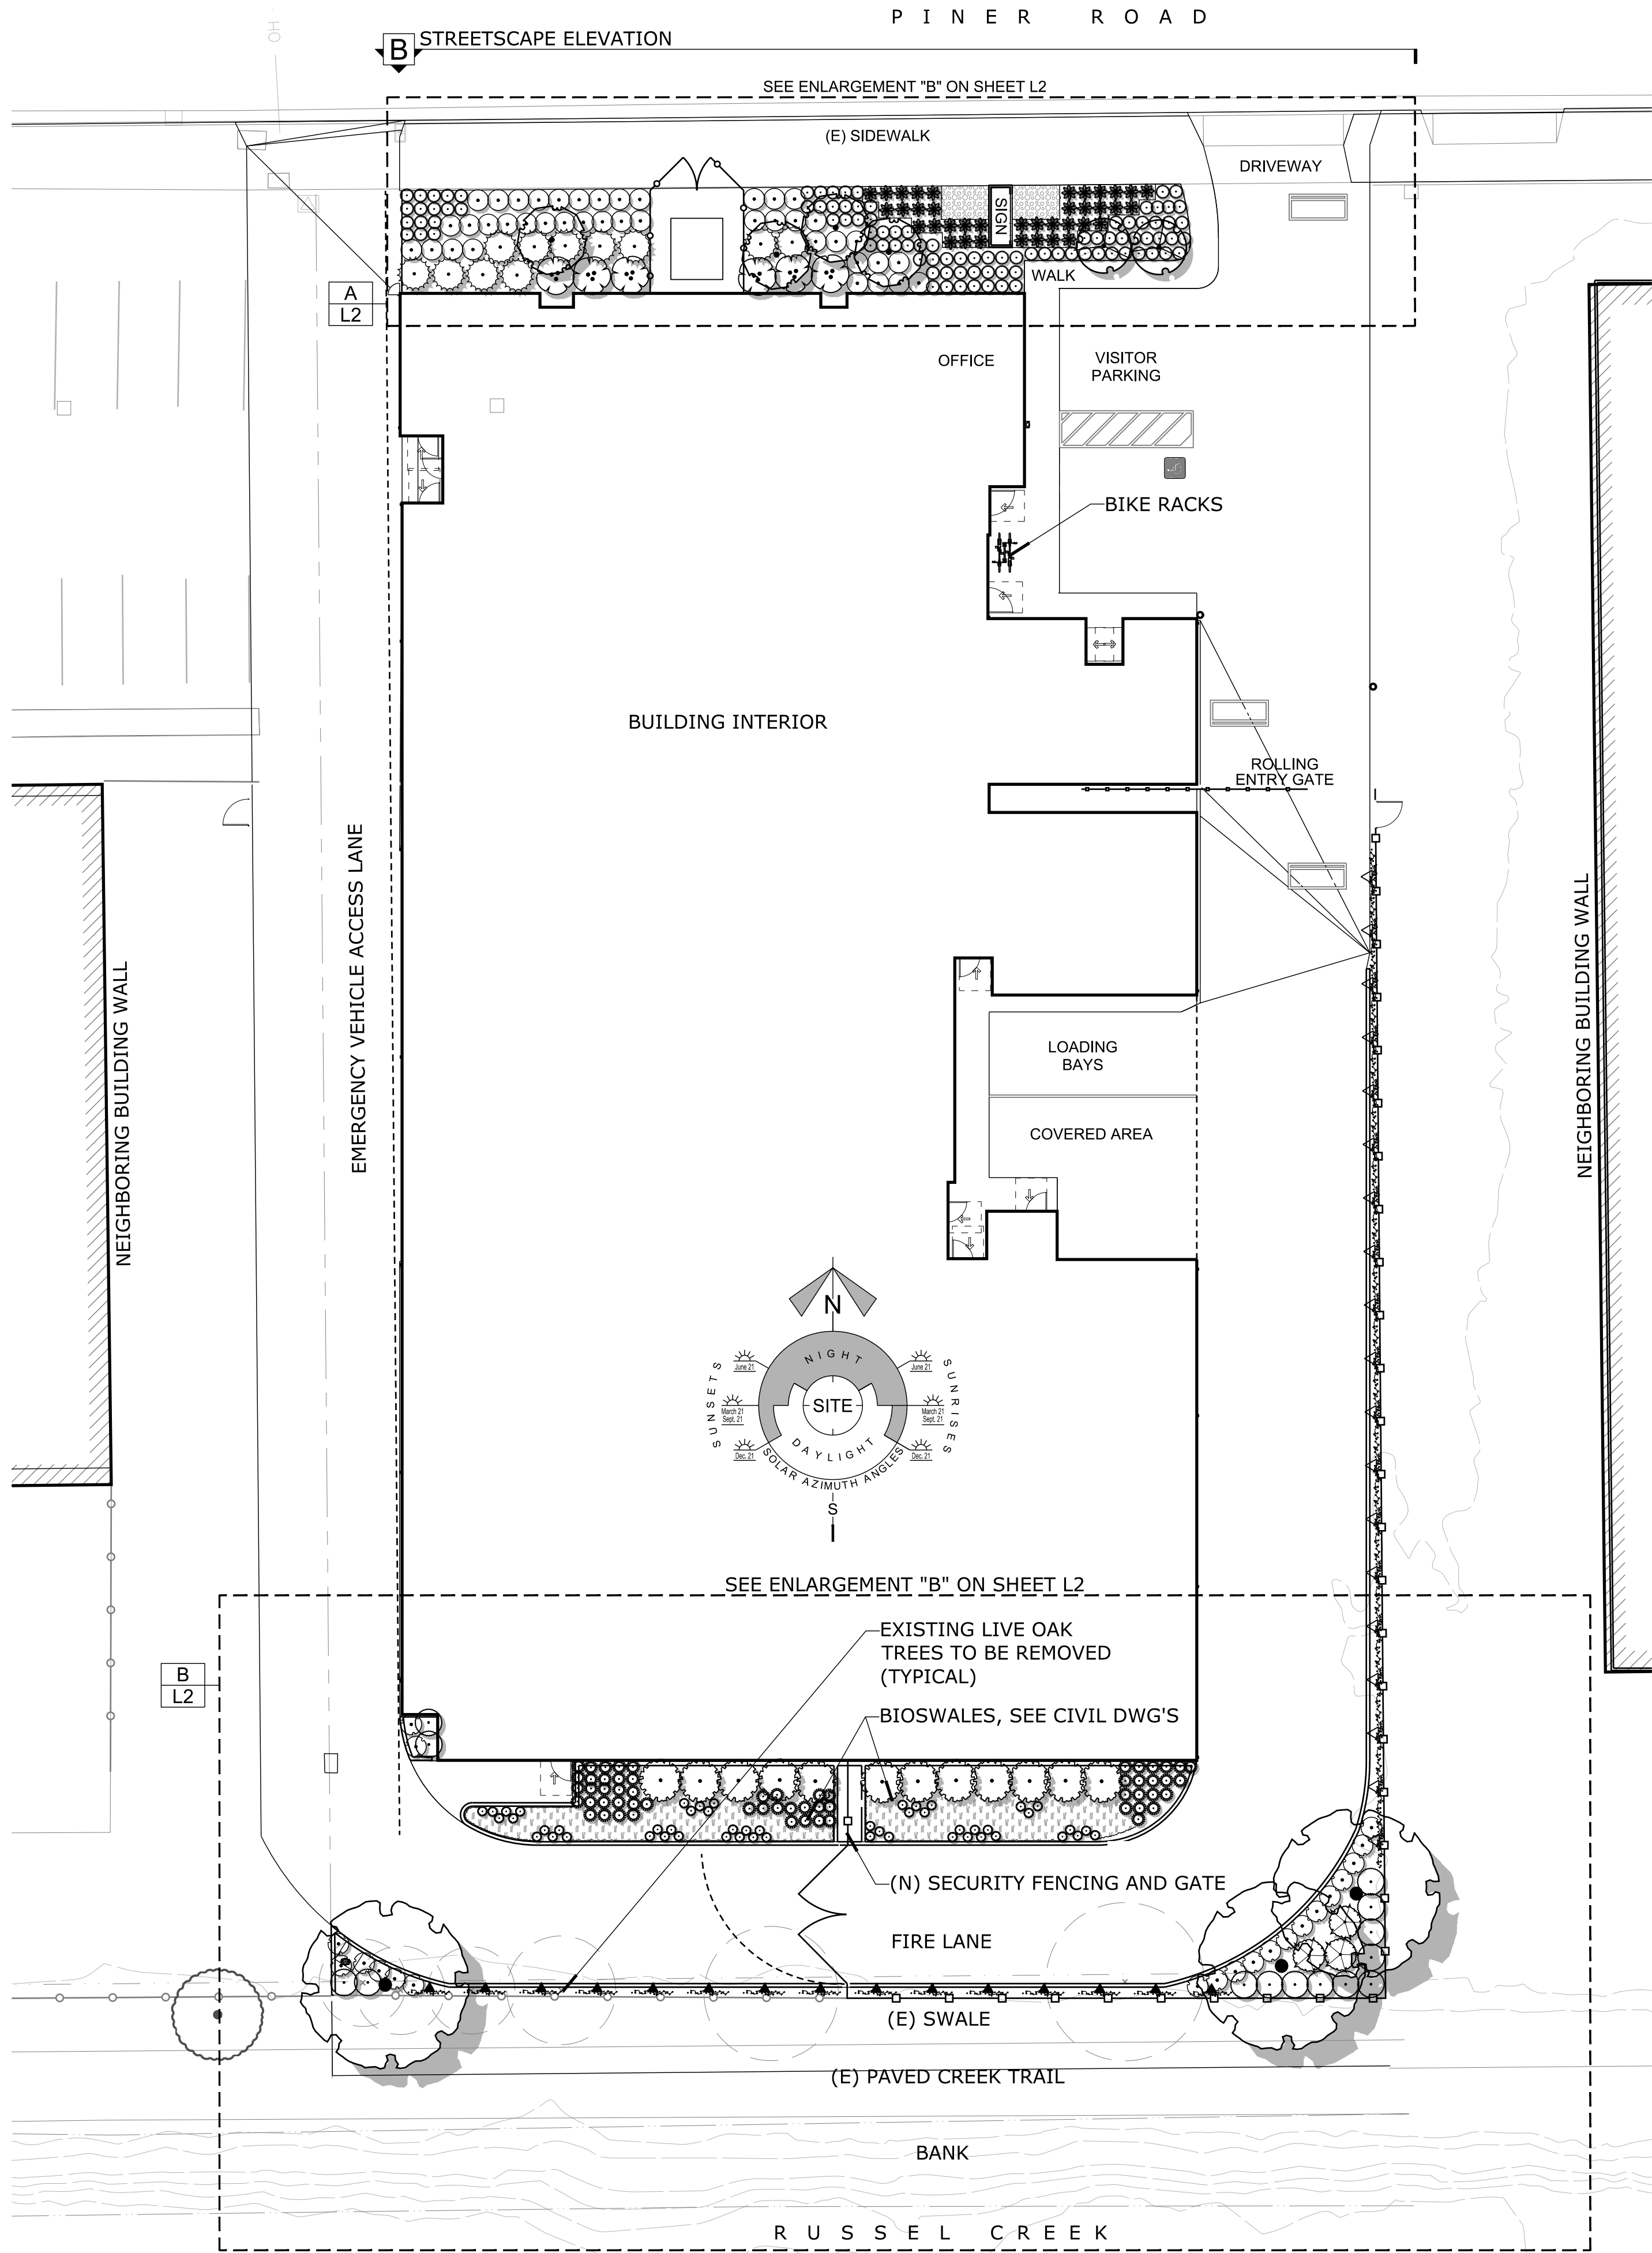 PINER ROAD
B
STREETSCAPE ELEVATION
SEE ENLARGEMENT "B" ON SHEET L2
(E) SIDEWALK
DRIVEWAY
SIGN
WALK
A
L2
OFFICE
VISITOR
PARKING
BIKE RACKS
BUILDING INTERIOR
ROLLING
ENTRY GATE
EMERGENCY VEHICLE ACCESS LANE
NEIGHBORING BUILDING WALL
NEIGHBORING BUILDING WALL
LOADING
BAYS
COVERED AREA
N
NIGHT
SUNSETS
SUNRISES
June 21
June 21
SITE
March 21
Sept. 21
March 21
Sept. 21
DAYLIGHT
Dec. 21
Dec. 21
SOLAR AZIMUTH ANGLES
S
SEE ENLARGEMENT "B" ON SHEET L2
EXISTING LIVE OAK
TREES TO BE REMOVED
(TYPICAL)
B
L2
BIOSWALES, SEE CIVIL DWG'S
(N) SECURITY FENCING AND GATE
FIRE LANE
(E) SWALE
(E) PAVED CREEK TRAIL
BANK
RUSSEL CREEK